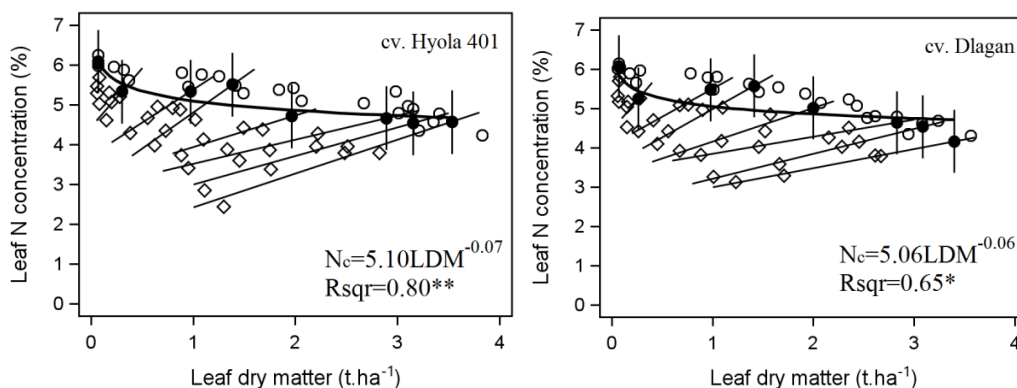 cv. Hyola 401
Leaf N concentration (%)
7
6
5
4
3
2
1
0
Nc=5.10LDM-0.07
Rsqr=0.80**
0 1 2 3 4
Leaf dry matter (t.ha-1)
cv. Dlagan
Leaf N concentration (%)
7
6
5
4
3
2
1
0
Nc=5.06LDM-0.06
Rsqr=0.65*
0 1 2 3 4
Leaf dry matter (t.ha-1)